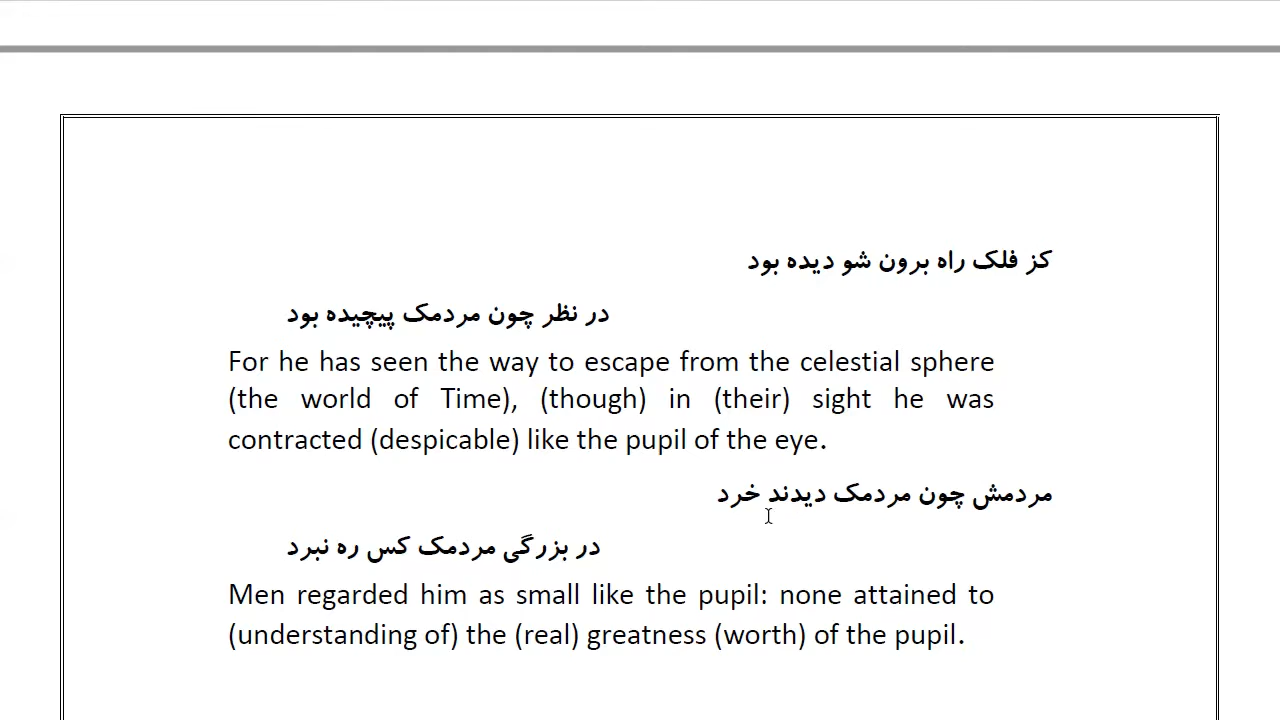 کز فلک راه برون شو دیده بود
در نظر چون مردمک پیچیده بود
For he has seen the way to escape from the celestial sphere
(the world of Time), (though) in (their) sight he was
contracted (despicable) like the pupil of the eye.
مردمش چون مردمک دیدند خرد
در بزرگی مردمک کس ره نبرد
Men regarded him as small like the pupil: none attained to
(understanding of) the (real) greatness (worth) of the pupil.